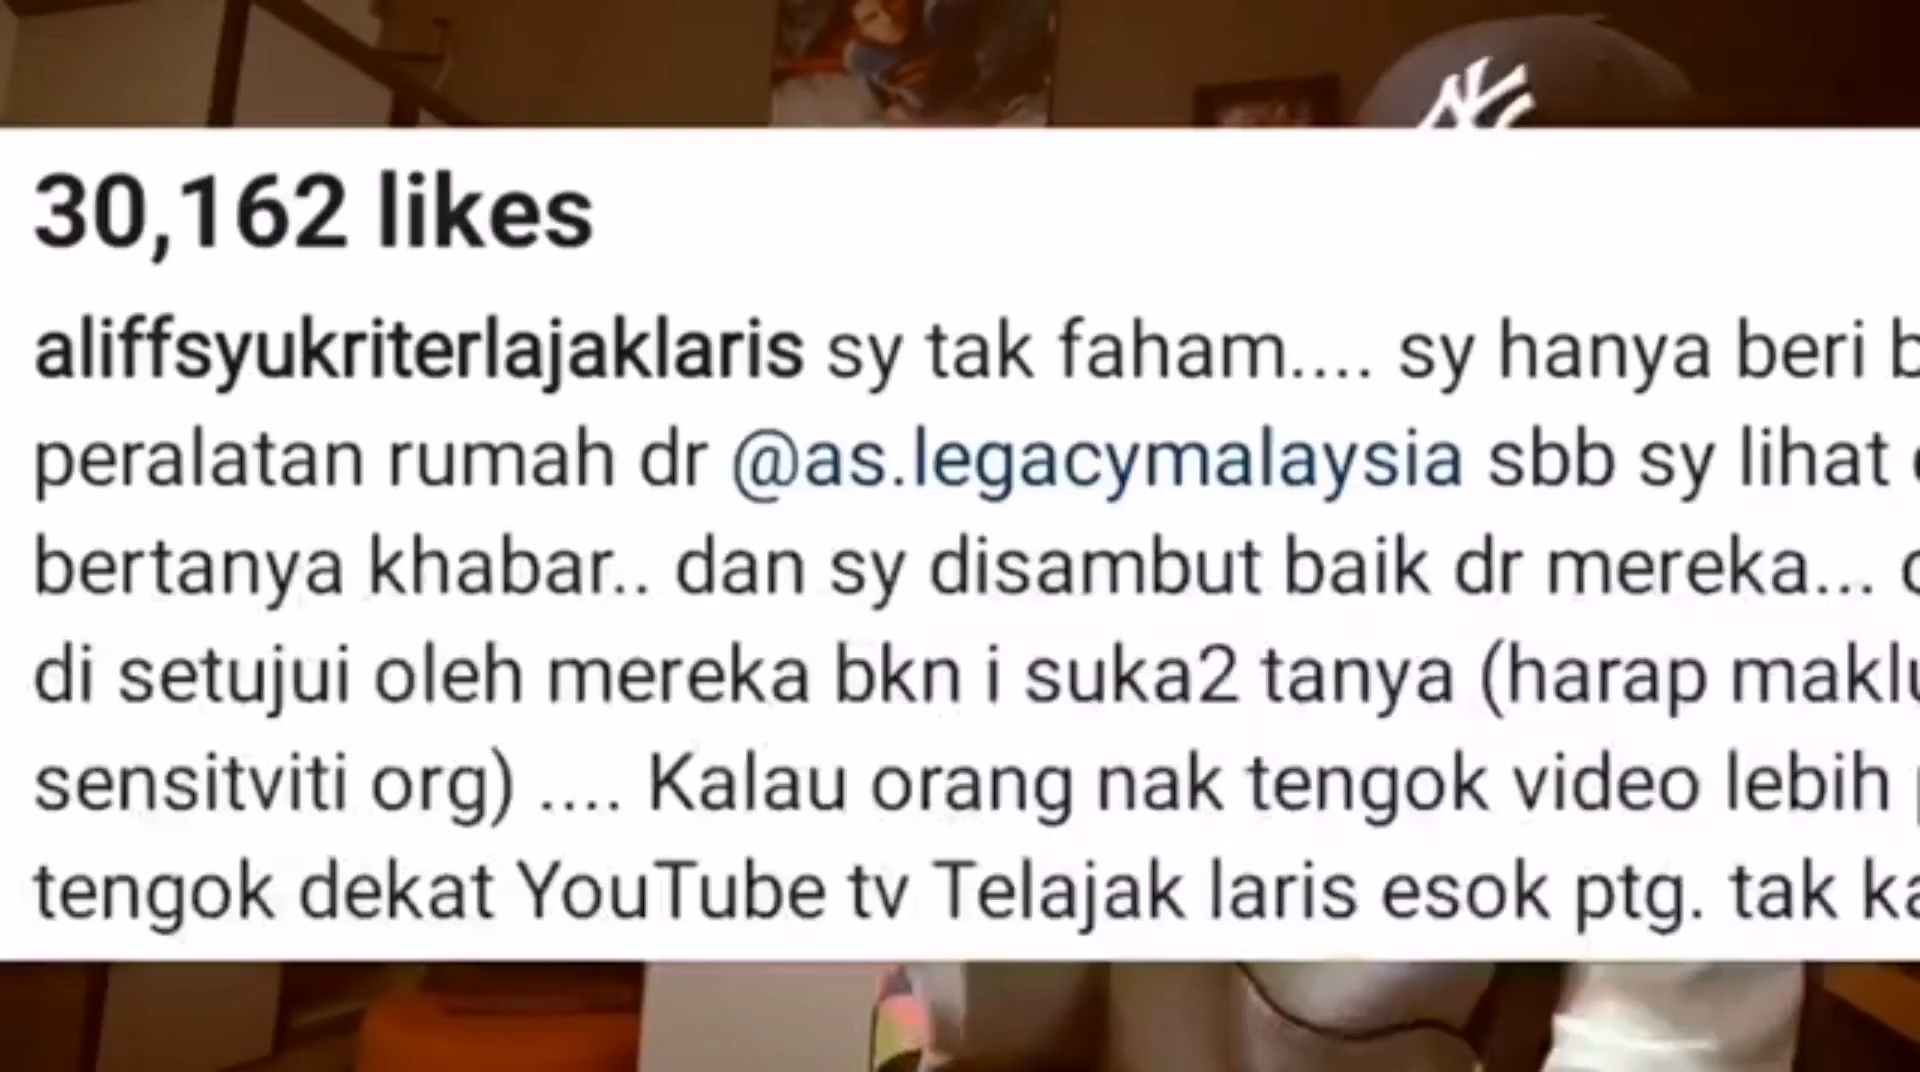 30,162 likes
aliffsyukriterlajaklaris sy tak faham.... sy hanya beri
peralatan rumah dr @as.legacymalaysia sbb sy lihat
bertanya khabar.. dan sy disambut baik dr mereka...
di setujui oleh mereka bkn i suka2 tanya (harap
sensitviti org) .... Kalau orang nak tengok video lebih
tengok dekat YouTube tv Telajak laris esok ptg. tak
NY